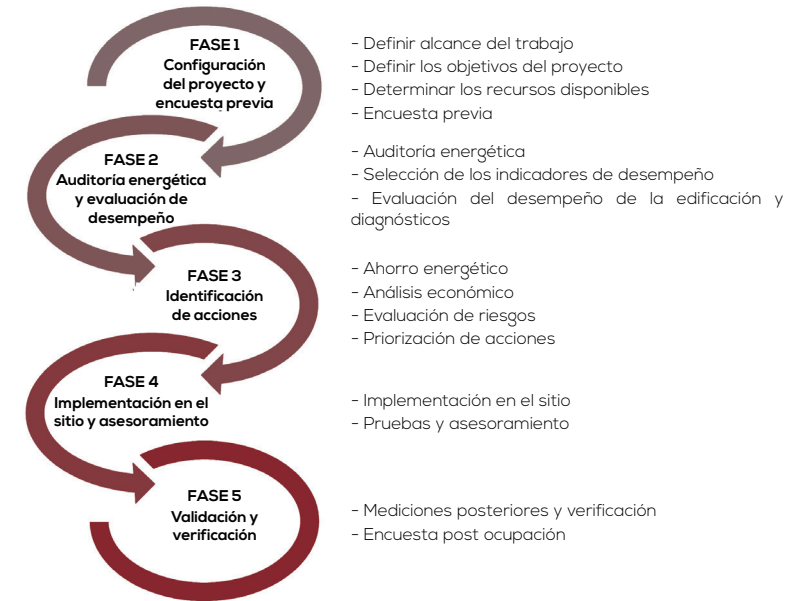 FASE 1
Configuración
del proyecto y
encuesta previa
- Definir alcance del trabajo
- Definir los objetivos del proyecto
- Determinar los recursos disponibles
- Encuesta previa
FASE 2
Auditoría energética
y evaluación de
desempeño
- Auditoría energética
- Selección de los indicadores de desempeño
- Evaluación del desempeño de la edificación y
diagnósticos
FASE 3
Identificación
de acciones
- Ahorro energético
- Análisis económico
- Evaluación de riesgos
- Priorización de acciones
FASE 4
Implementación en el
sitio y asesoramiento
- Implementación en el sitio
- Pruebas y asesoramiento
FASE 5
Validación y
verificación
- Mediciones posteriores y verificación
- Encuesta post ocupación